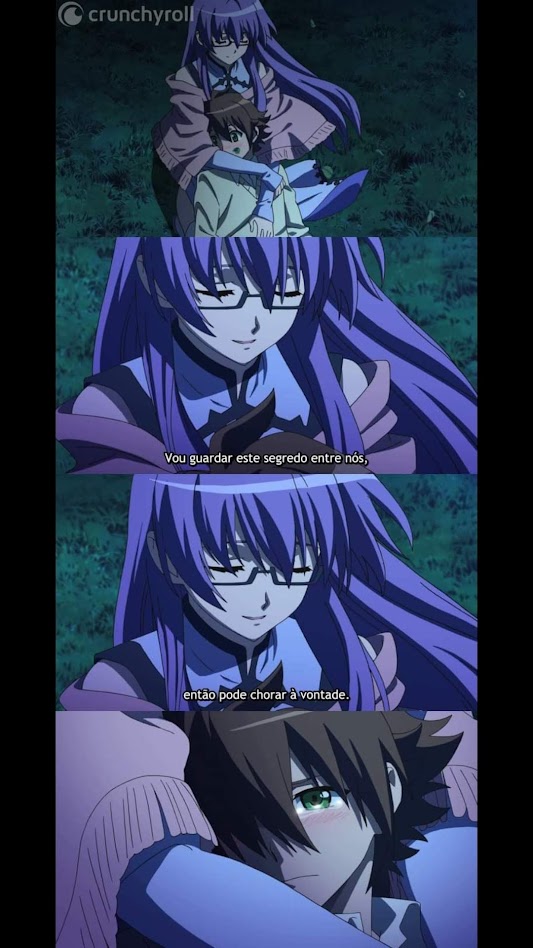 crunchyroll
Vou guardar este segredo entre nós,
então pode chorar à vontade.